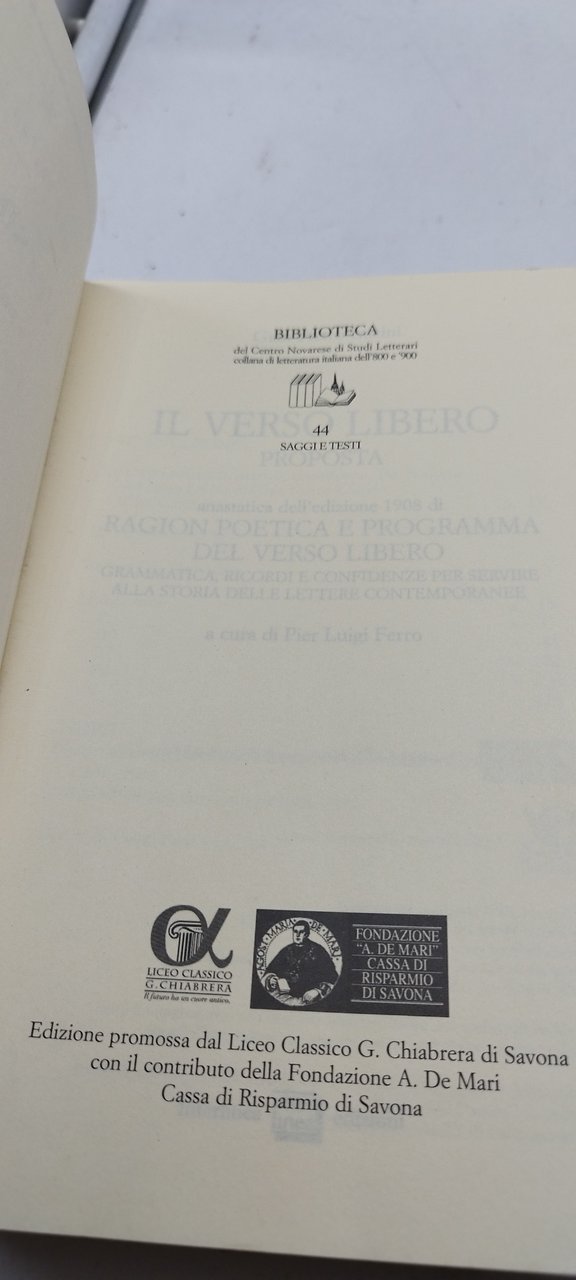 BIBLIOTECA
del Centro Novarese di Studi Letterari
collana di letteratura italiana dell'800 e '900
IL VERSO LIBERO
44
SAGGI E TESTI
PROPOSTA
anastatica dell'edizione 1908 di
RAGION POETICA E PROGRAMMA
DEL VERSO LIBERO
GRAMMATICA, RICORDI E CONFIDENZE PER SERVIRE
ALLA STORIA DELLE LETTERE CONTEMPORANEE
a cura di Pier Luigi Ferro
LICEO CLASSICO
G. CHIABRERA
Il futuro ha un cuore antico.
AGOST. MARIA DE MARI
FONDAZIONE
"A. DE MARI"
CASSA DI
RISPARMIO
DI SAVONA
Edizione promossa dal Liceo Classico G. Chiabrera di Savona
con il contributo della Fondazione A. De Mari
Cassa di Risparmio di Savona